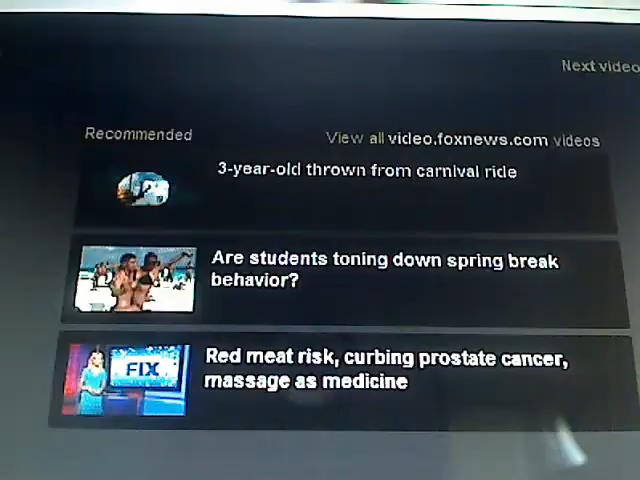 Next video
Recommended
View all video.foxnews.com videos
3-year-old thrown from carnival ride
Are students toning down spring break
behavior?
FIX
Red meat risk, curbing prostate cancer,
massage as medicine